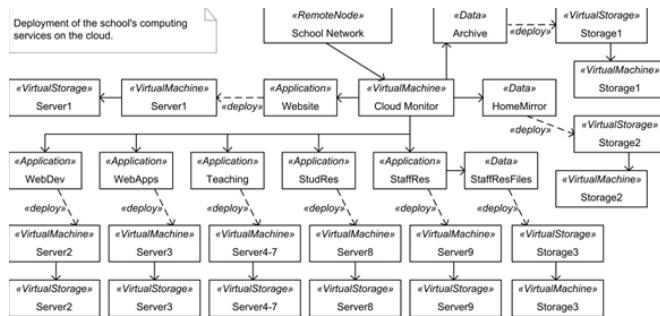 Deployment of the school's computing
services on the cloud.
«RemoteNode»
School Network
«Data»
Archive
«deploy»
«VirtualStorage»
Storage1
«VirtualMachine»
Storage1
«VirtualStorage»
Server1
«VirtualMachine»
Server1
«deploy»
«Application»
Website
«VirtualMachine»
Cloud Monitor
«Data»
HomeMirror
«deploy»
«VirtualStorage»
Storage2
«VirtualMachine»
Storage2
«Application»
WebDev
«Application»
WebApps
«Application»
Teaching
«Application»
StudRes
«Application»
StaffRes
«Data»
StaffResFiles
«deploy»
«deploy»
«deploy»
«deploy»
«deploy»
«deploy»
«VirtualMachine»
Server2
«VirtualMachine»
Server3
«VirtualMachine»
Server4-7
«VirtualMachine»
Server8
«VirtualMachine»
Server9
«VirtualStorage»
Storage3
«VirtualStorage»
Server2
«VirtualStorage»
Server3
«VirtualStorage»
Server4-7
«VirtualStorage»
Server8
«VirtualStorage»
Server9
«VirtualMachine»
Storage3